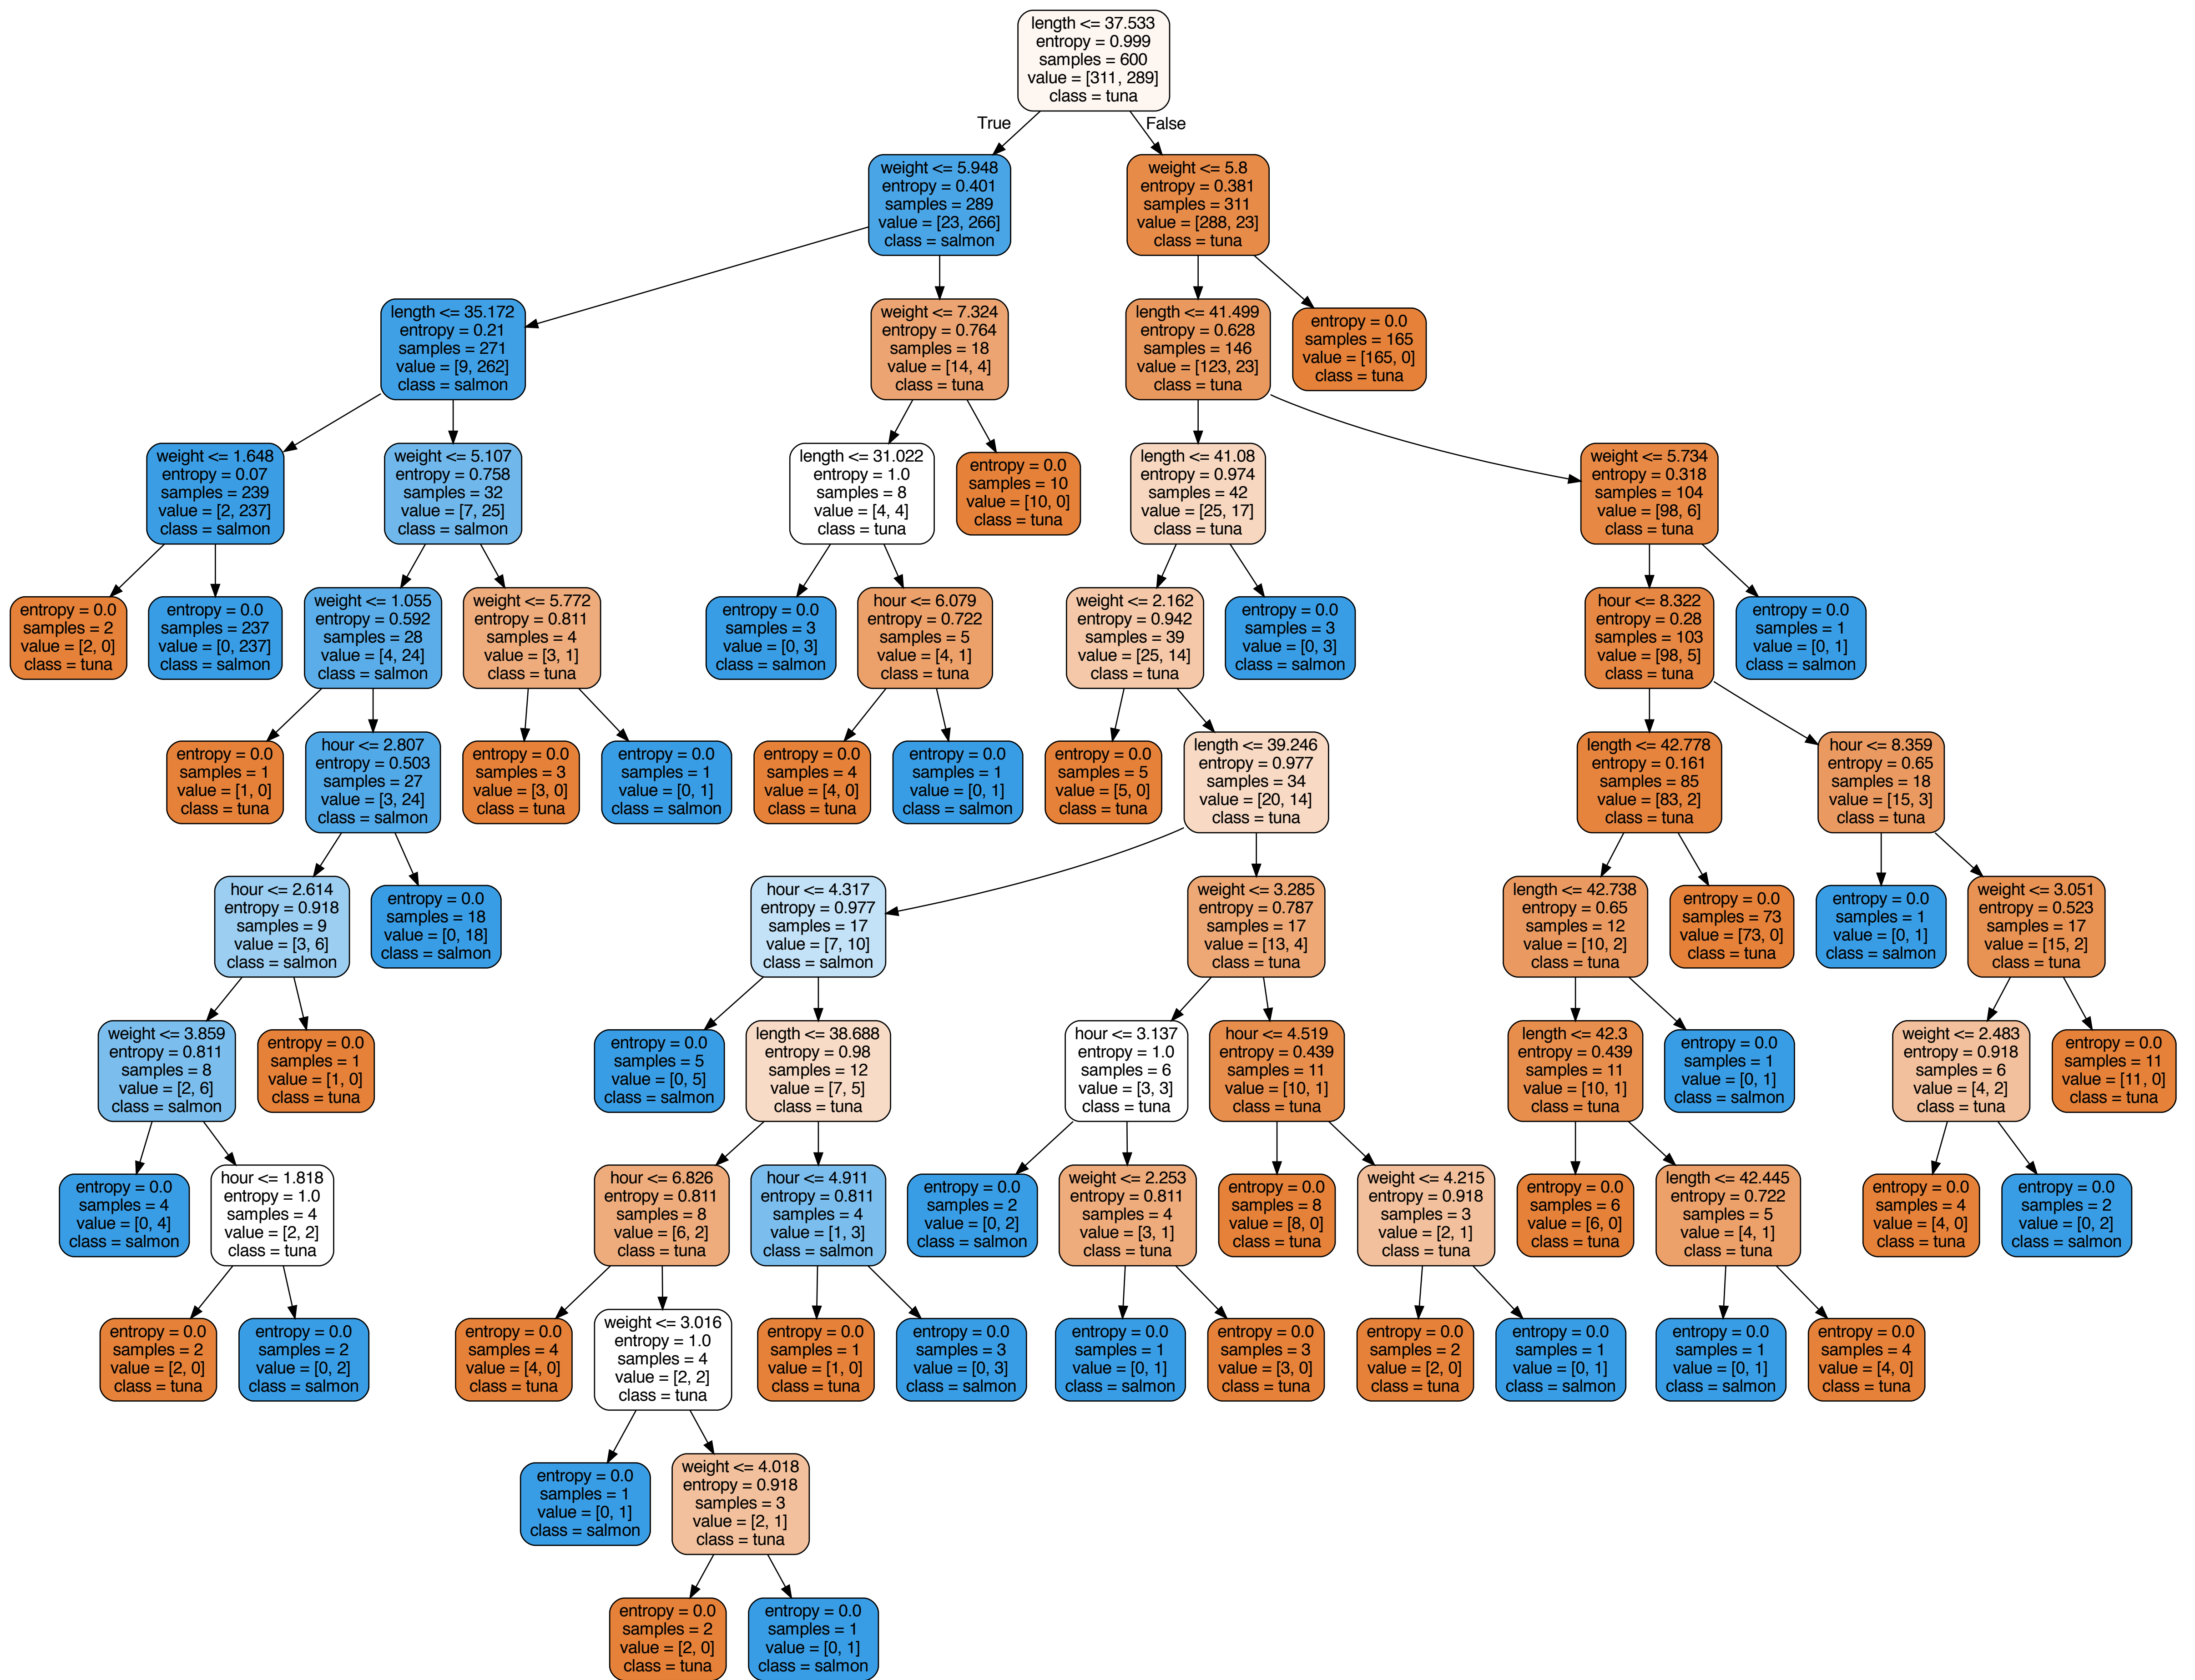 length <= 37.533
entropy = 0.999
samples = 600
value = [311, 289]
class = tuna
True
False
weight <= 5.948
entropy = 0.401
samples = 289
value = [23, 266]
class = salmon
weight <= 5.8
entropy = 0.381
samples = 311
value = [288, 23]
class = tuna
length <= 35.172
entropy = 0.21
samples = 271
value = [9, 262]
class = salmon
weight <= 7.324
entropy = 0.764
samples = 18
value = [14, 4]
class = tuna
length <= 41.499
entropy = 0.628
samples = 146
value = [123, 23]
class = tuna
entropy = 0.0
samples = 165
value = [165, 0]
class = tuna
weight <= 1.648
entropy = 0.07
samples = 239
value = [2, 237]
class = salmon
weight <= 5.107
entropy = 0.758
samples = 32
value = [7, 25]
class = salmon
length <= 31.022
entropy = 1.0
samples = 8
value = [4, 4]
class = tuna
entropy = 0.0
samples = 10
value = [10, 0]
class = tuna
length <= 41.08
entropy = 0.974
samples = 42
value = [25, 17]
class = tuna
weight <= 5.734
entropy = 0.318
samples = 104
value = [98, 6]
class = tuna
entropy = 0.0
samples = 2
value = [2, 0]
class = tuna
entropy = 0.0
samples = 237
value = [0, 237]
class = salmon
weight <= 1.055
entropy = 0.592
samples = 28
value = [4, 24]
class = salmon
weight <= 5.772
entropy = 0.811
samples = 4
value = [3, 1]
class = tuna
entropy = 0.0
samples = 3
value = [0, 3]
class = salmon
hour <= 6.079
entropy = 0.722
samples = 5
value = [4, 1]
class = tuna
weight <= 2.162
entropy = 0.942
samples = 39
value = [25, 14]
class = tuna
entropy = 0.0
samples = 3
value = [0, 3]
class = salmon
hour <= 8.322
entropy = 0.28
samples = 103
value = [98, 5]
class = tuna
entropy = 0.0
samples = 1
value = [0, 1]
class = salmon
entropy = 0.0
samples = 1
value = [1, 0]
class = tuna
hour <= 2.807
entropy = 0.503
samples = 27
value = [3, 24]
class = salmon
entropy = 0.0
samples = 3
value = [3, 0]
class = tuna
entropy = 0.0
samples = 1
value = [0, 1]
class = salmon
entropy = 0.0
samples = 4
value = [4, 0]
class = tuna
entropy = 0.0
samples = 1
value = [0, 1]
class = salmon
entropy = 0.0
samples = 5
value = [5, 0]
class = tuna
length <= 39.246
entropy = 0.977
samples = 34
value = [20, 14]
class = tuna
length <= 42.778
entropy = 0.161
samples = 85
value = [83, 2]
class = tuna
hour <= 8.359
entropy = 0.65
samples = 18
value = [15, 3]
class = tuna
hour <= 2.614
entropy = 0.918
samples = 9
value = [3, 6]
class = salmon
entropy = 0.0
samples = 18
value = [0, 18]
class = salmon
hour <= 4.317
entropy = 0.977
samples = 17
value = [7, 10]
class = salmon
weight <= 3.285
entropy = 0.787
samples = 17
value = [13, 4]
class = tuna
length <= 42.738
entropy = 0.65
samples = 12
value = [10, 2]
class = tuna
entropy = 0.0
samples = 73
value = [73, 0]
class = tuna
entropy = 0.0
samples = 1
value = [0, 1]
class = salmon
weight <= 3.051
entropy = 0.523
samples = 17
value = [15, 2]
class = tuna
weight <= 3.859
entropy = 0.811
samples = 8
value = [2, 6]
class = salmon
entropy = 0.0
samples = 1
value = [1, 0]
class = tuna
entropy = 0.0
samples = 5
value = [0, 5]
class = salmon
length <= 38.688
entropy = 0.98
samples = 12
value = [7, 5]
class = tuna
hour <= 3.137
entropy = 1.0
samples = 6
value = [3, 3]
class = tuna
hour <= 4.519
entropy = 0.439
samples = 11
value = [10, 1]
class = tuna
length <= 42.3
entropy = 0.439
samples = 11
value = [10, 1]
class = tuna
entropy = 0.0
samples = 1
value = [0, 1]
class = salmon
weight <= 2.483
entropy = 0.918
samples = 6
value = [4, 2]
class = tuna
entropy = 0.0
samples = 11
value = [11, 0]
class = tuna
entropy = 0.0
samples = 4
value = [0, 4]
class = salmon
hour <= 1.818
entropy = 1.0
samples = 4
value = [2, 2]
class = tuna
hour <= 6.826
entropy = 0.811
samples = 8
value = [6, 2]
class = tuna
hour <= 4.911
entropy = 0.811
samples = 4
value = [1, 3]
class = salmon
entropy = 0.0
samples = 2
value = [0, 2]
class = salmon
weight <= 2.253
entropy = 0.811
samples = 4
value = [3, 1]
class = tuna
entropy = 0.0
samples = 8
value = [8, 0]
class = tuna
weight <= 4.215
entropy = 0.918
samples = 3
value = [2, 1]
class = tuna
entropy = 0.0
samples = 6
value = [6, 0]
class = tuna
length <= 42.445
entropy = 0.722
samples = 5
value = [4, 1]
class = tuna
entropy = 0.0
samples = 4
value = [4, 0]
class = tuna
entropy = 0.0
samples = 2
value = [0, 2]
class = salmon
entropy = 0.0
samples = 2
value = [2, 0]
class = tuna
entropy = 0.0
samples = 2
value = [0, 2]
class = salmon
entropy = 0.0
samples = 4
value = [4, 0]
class = tuna
weight <= 3.016
entropy = 1.0
samples = 4
value = [2, 2]
class = tuna
entropy = 0.0
samples = 1
value = [1, 0]
class = tuna
entropy = 0.0
samples = 3
value = [0, 3]
class = salmon
entropy = 0.0
samples = 1
value = [0, 1]
class = salmon
entropy = 0.0
samples = 3
value = [3, 0]
class = tuna
entropy = 0.0
samples = 2
value = [2, 0]
class = tuna
entropy = 0.0
samples = 1
value = [0, 1]
class = salmon
entropy = 0.0
samples = 1
value = [0, 1]
class = salmon
entropy = 0.0
samples = 4
value = [4, 0]
class = tuna
entropy = 0.0
samples = 1
value = [0, 1]
class = salmon
weight <= 4.018
entropy = 0.918
samples = 3
value = [2, 1]
class = tuna
entropy = 0.0
samples = 2
value = [2, 0]
class = tuna
entropy = 0.0
samples = 1
value = [0, 1]
class = salmon